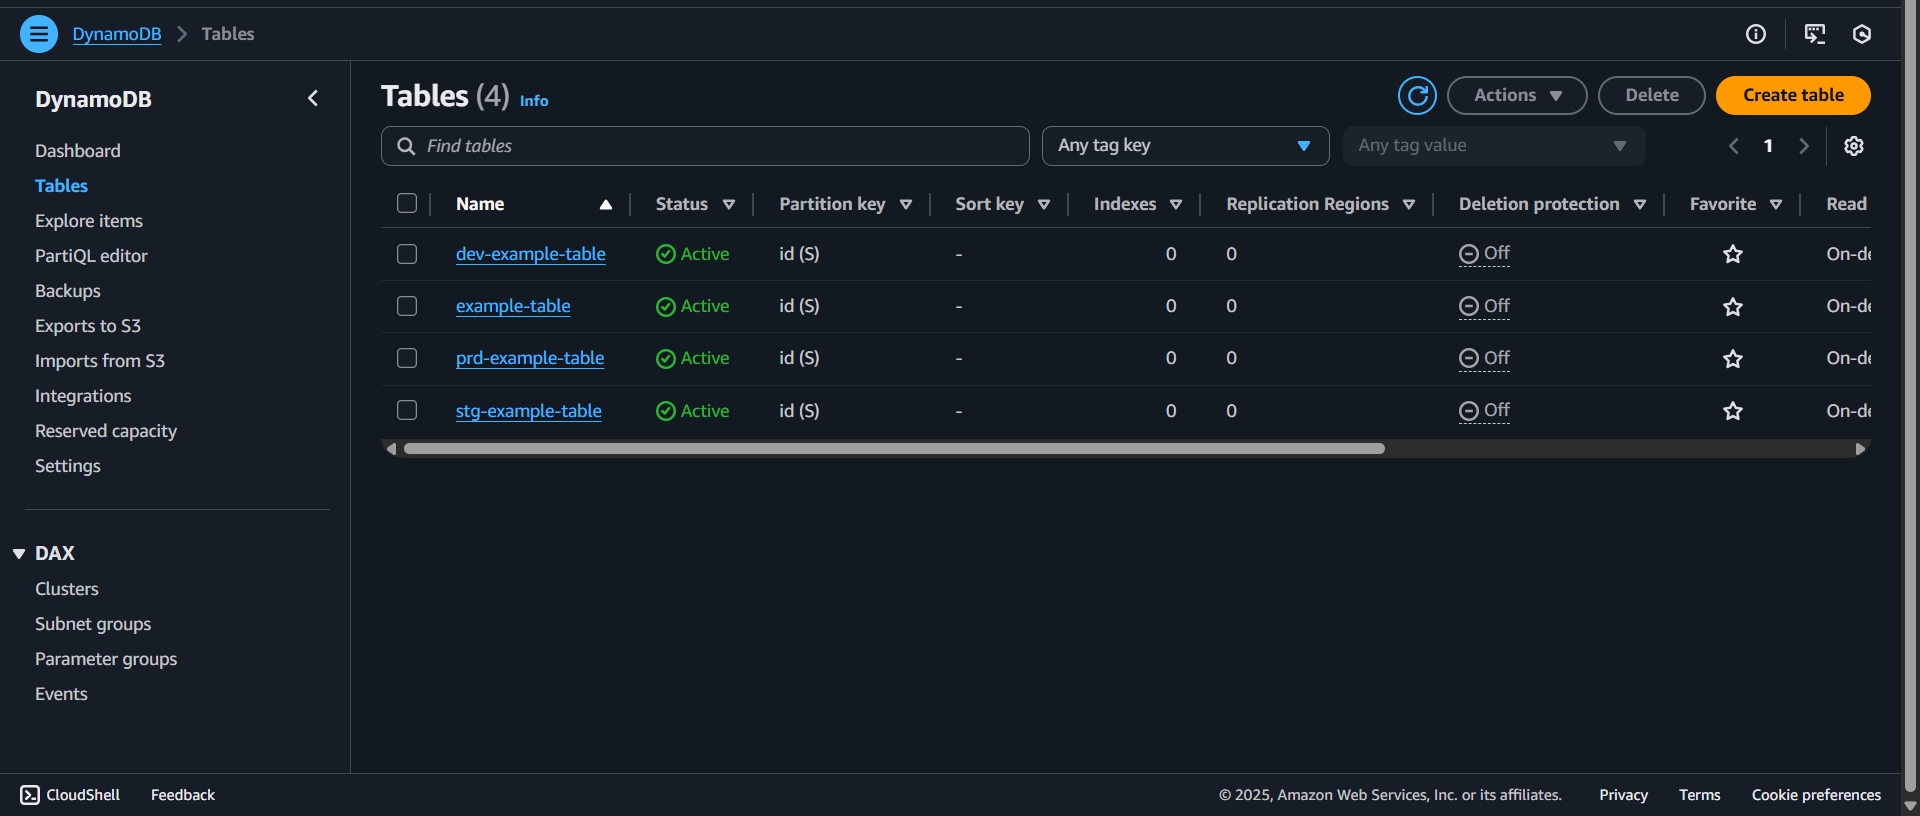 DynamoDB > Tables
DynamoDB
Dashboard
Tables
Explore items
PartiQL editor
Backups
Exports to S3
Imports from S3
Integrations
Reserved capacity
Settings
DAX
Clusters
Subnet groups
Parameter groups
Events
Tables (4) Info
Actions Delete Create table
Find tables Any tag key Any tag value 1
Name Status Partition key Sort key Indexes Replication Regions Deletion protection Favorite Read
dev-example-table Active id (S) - 0 0 Off On-de
example-table Active id (S) - 0 0 Off On-de
prd-example-table Active id (S) - 0 0 Off On-de
stg-example-table Active id (S) - 0 0 Off On-de
CloudShell Feedback © 2025, Amazon Web Services, Inc. or its affiliates. Privacy Terms Cookie preferences